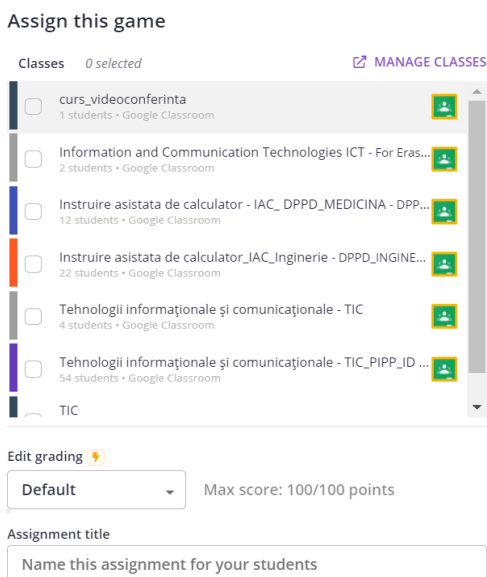 Assign this game
Classes 0 selected MANAGE CLASSES
curs_videoconferinta
1 students • Google Classroom
Information and Communication Technologies ICT - For Eras...
2 students • Google Classroom
Instruire asistata de calculator - IAC_ DPPD_MEDICINA - DPP...
12 students • Google Classroom
Instruire asistata de calculator_IAC_Inginerie - DPPD_INGINE...
22 students • Google Classroom
Tehnologii informaţionale şi comunicaţionale - TIC
4 students • Google Classroom
Tehnologii informaţionale şi comunicaţionale - TIC_PIPP_ID ...
54 students • Google Classroom
TIC
Edit grading
Default Max score: 100/100 points
Assignment title
Name this assignment for your students